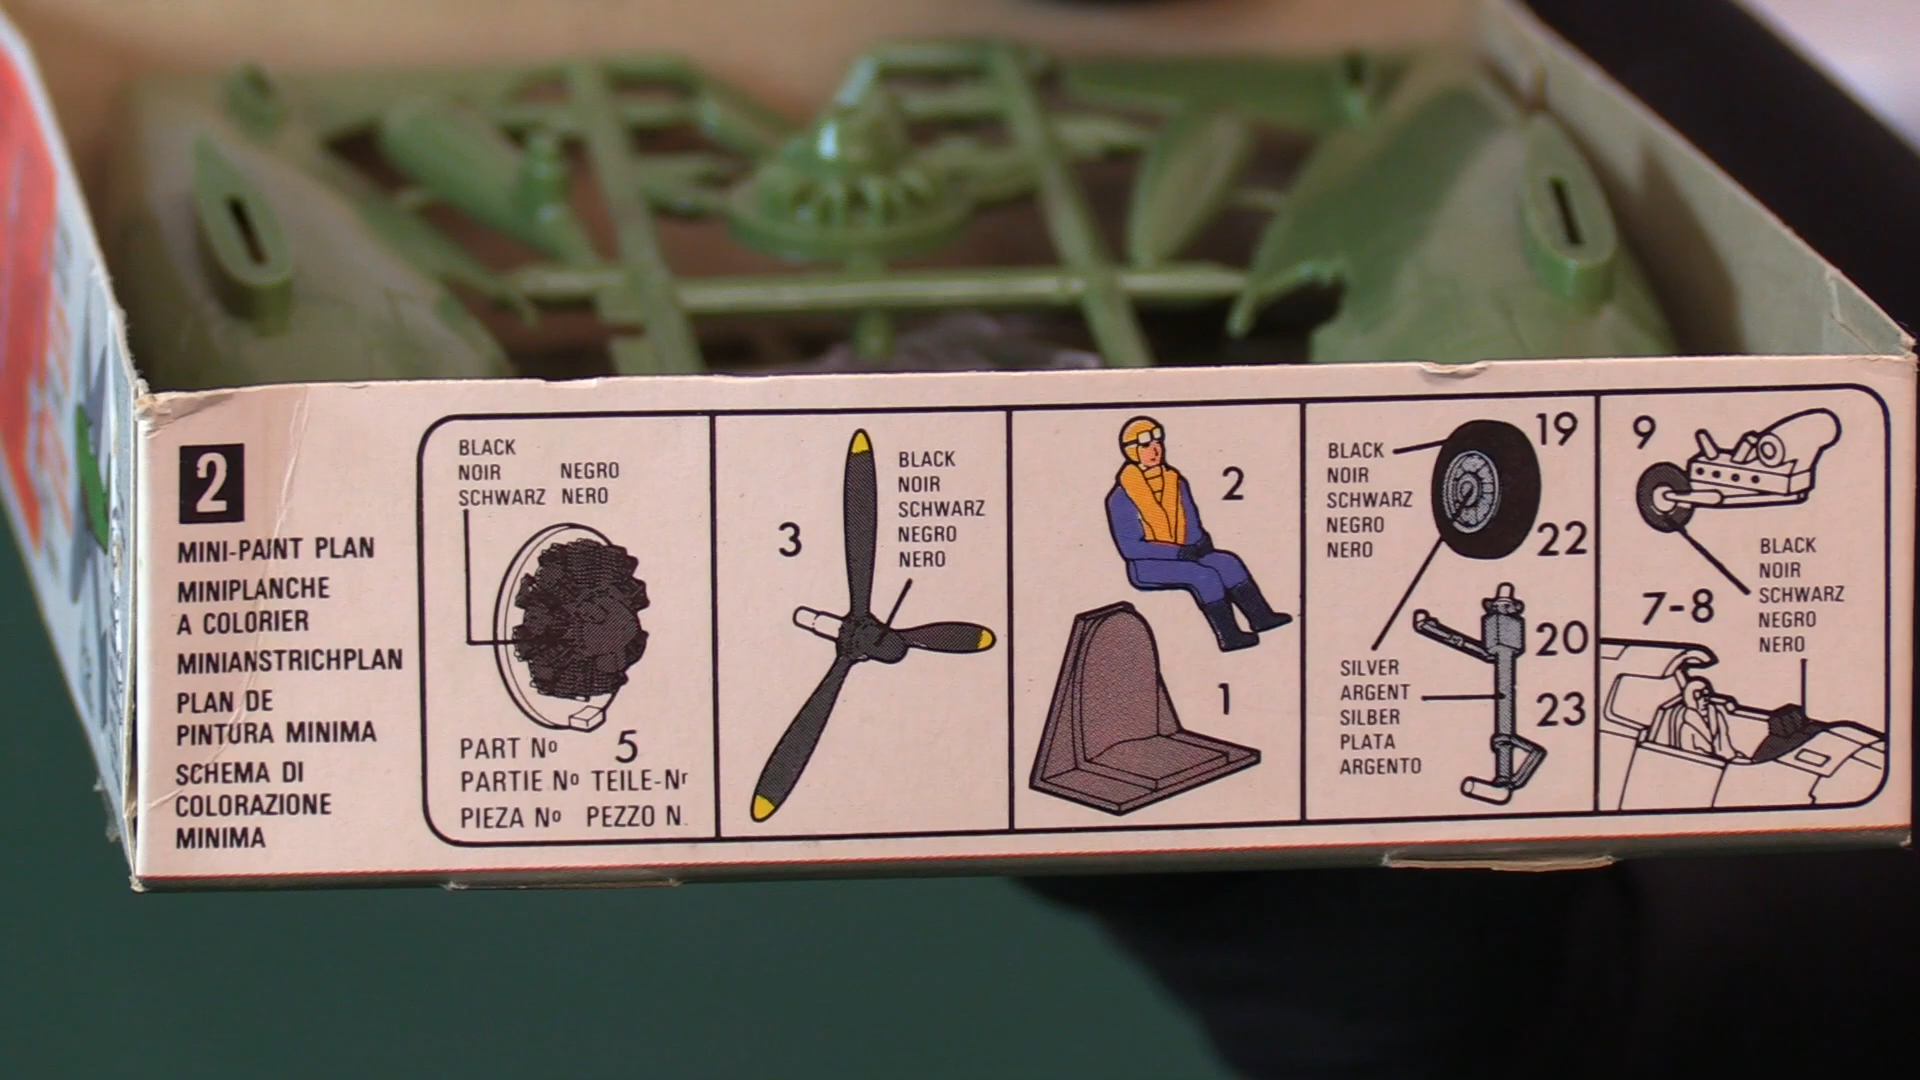 2
MINI-PAINT PLAN
MINIPLANCHE
A COLORIER
MINIANSTRICHPLAN
PLAN DE
PINTURA MINIMA
SCHEMA DI
COLORAZIONE
MINIMA
BLACK
NOIR NEGRO
SCHWARZ NERO
PART No 5
PARTIE No TEILE-Nr
PIEZA No PEZZO N.
3
BLACK
NOIR
SCHWARZ
NEGRO
NERO
2
1
BLACK
NOIR
SCHWARZ
NEGRO
NERO
19
22
SILVER
ARGENT
SILBER
PLATA
ARGENTO
20
23
9
BLACK
NOIR
SCHWARZ
NEGRO
NERO
7-8